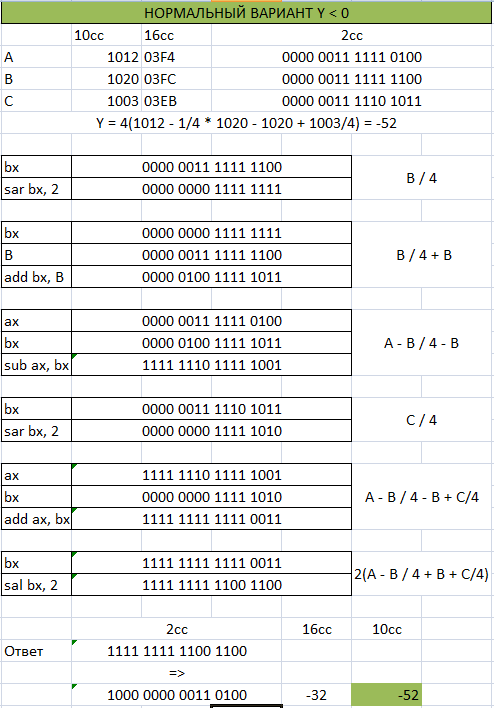 НОРМАЛЬНЫЙ ВАРИАНТ Y < 0
10сс 16сс 2сс
A 1012 03F4 0000 0011 1111 0100
B 1020 03FC 0000 0011 1111 1100
C 1003 03EB 0000 0011 1110 1011
Y = 4(1012 - 1/4 * 1020 - 1020 + 1003/4) = -52
bx 0000 0011 1111 1100
B / 4
sar bx, 2 0000 0000 1111 1111
bx 0000 0000 1111 1111
B 0000 0011 1111 1100 B / 4 + B
add bx, B 0000 0100 1111 1011
ax 0000 0011 1111 0100
bx 0000 0100 1111 1011 A - B / 4 - B
sub ax, bx 1111 1110 1111 1001
bx 0000 0011 1110 1011
C / 4
sar bx, 2 0000 0000 1111 1010
ax 1111 1110 1111 1001
bx 0000 0000 1111 1010 A - B / 4 - B + C/4
add ax, bx 1111 1111 1111 0011
bx 1111 1111 1111 0011
2(A - B / 4 + B + C/4)
sal bx, 2 1111 1111 1100 1100
2сс 16сс 10сс
Ответ 1111 1111 1100 1100
=>
1000 0000 0011 0100 -32 -52